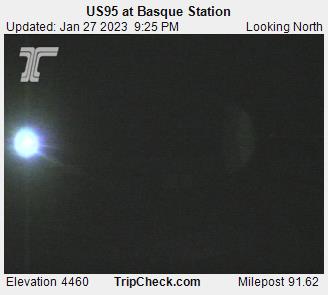 US95 at Basque Station
Updated: Jan 27 2023 9:25 PM Looking North
Elevation 4460 TripCheck.com Milepost 91.62